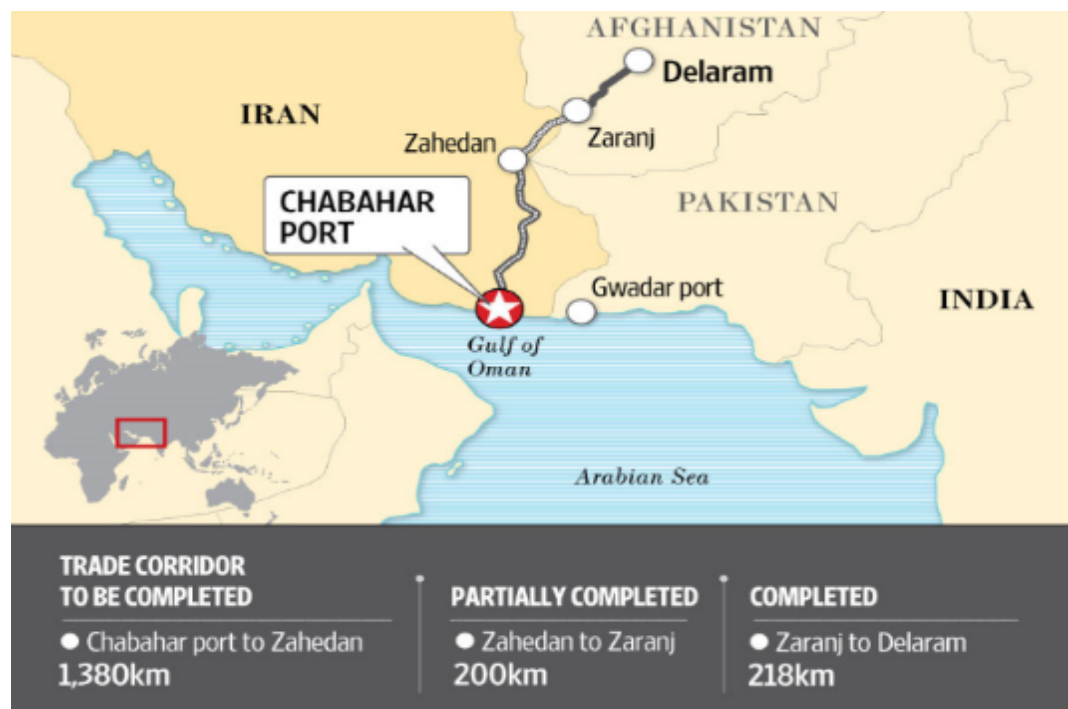 AFGHANISTAN
Delaram
IRAN
Zaranj
Zahedan
CHABAHAR
PORT
PAKISTAN
Gwadar port
INDIA
Gulf of
Oman
Arabian Sea
TRADE CORRIDOR
TO BE COMPLETED
Chabahar port to Zahedan
1,380km
PARTIALLY COMPLETED
Zahedan to Zaranj
200km
COMPLETED
Zaranj to Delaram
218km